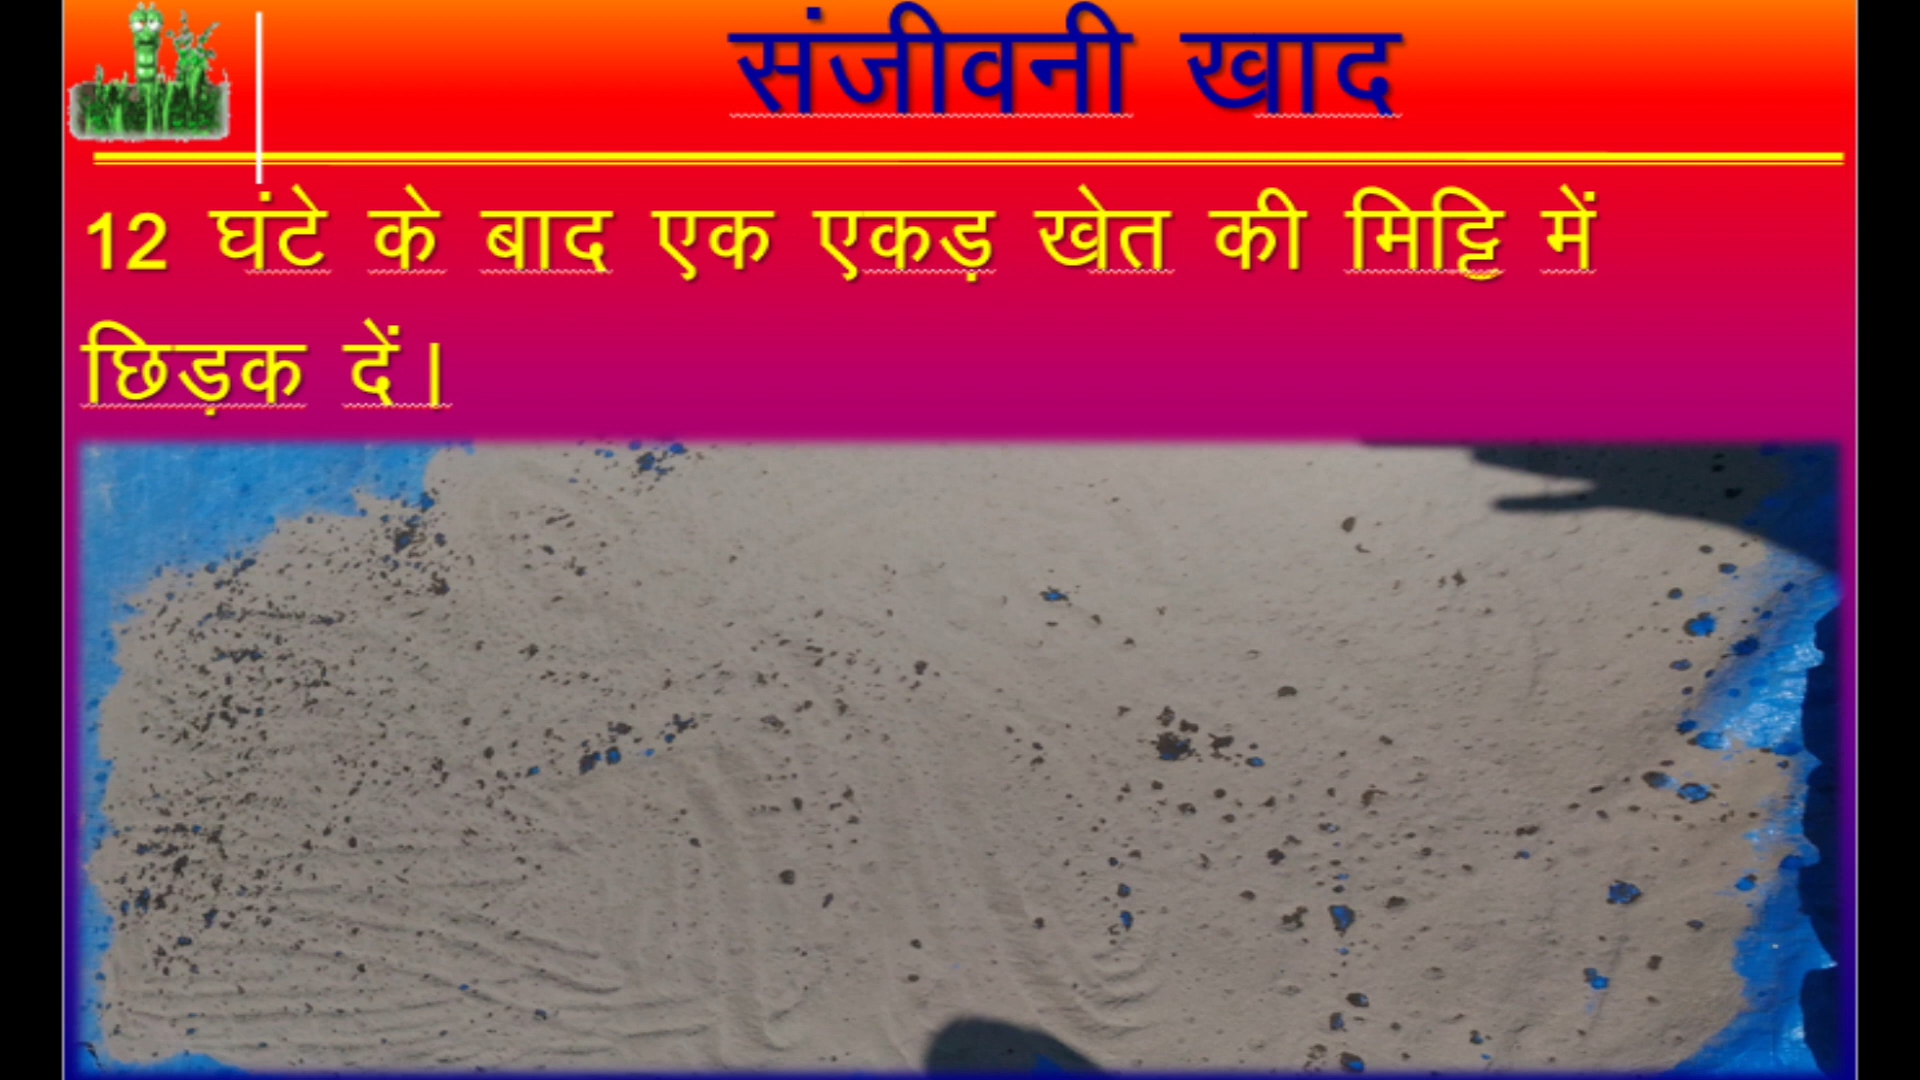 संजीवनी खाद
12 घंटे के बाद एक एकड़ खेत की मिट्टि में
छिड़क दें।